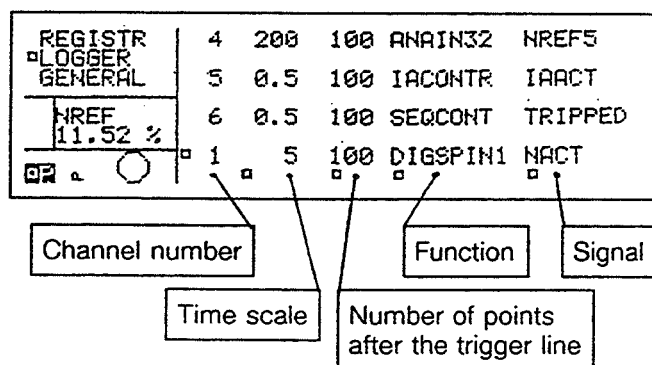 REGISTR
LOGGER
GENERAL
NREF
11.52 %
OP P
4 200 100 ANAIN32 NREF5
5 0.5 100 IACONTR IAACT
6 0.5 100 SEQCONT TRIPPED
1 5 100 DIGSPIN1 NACT
Channel number
Function
Signal
Time scale
Number of points
after the trigger line